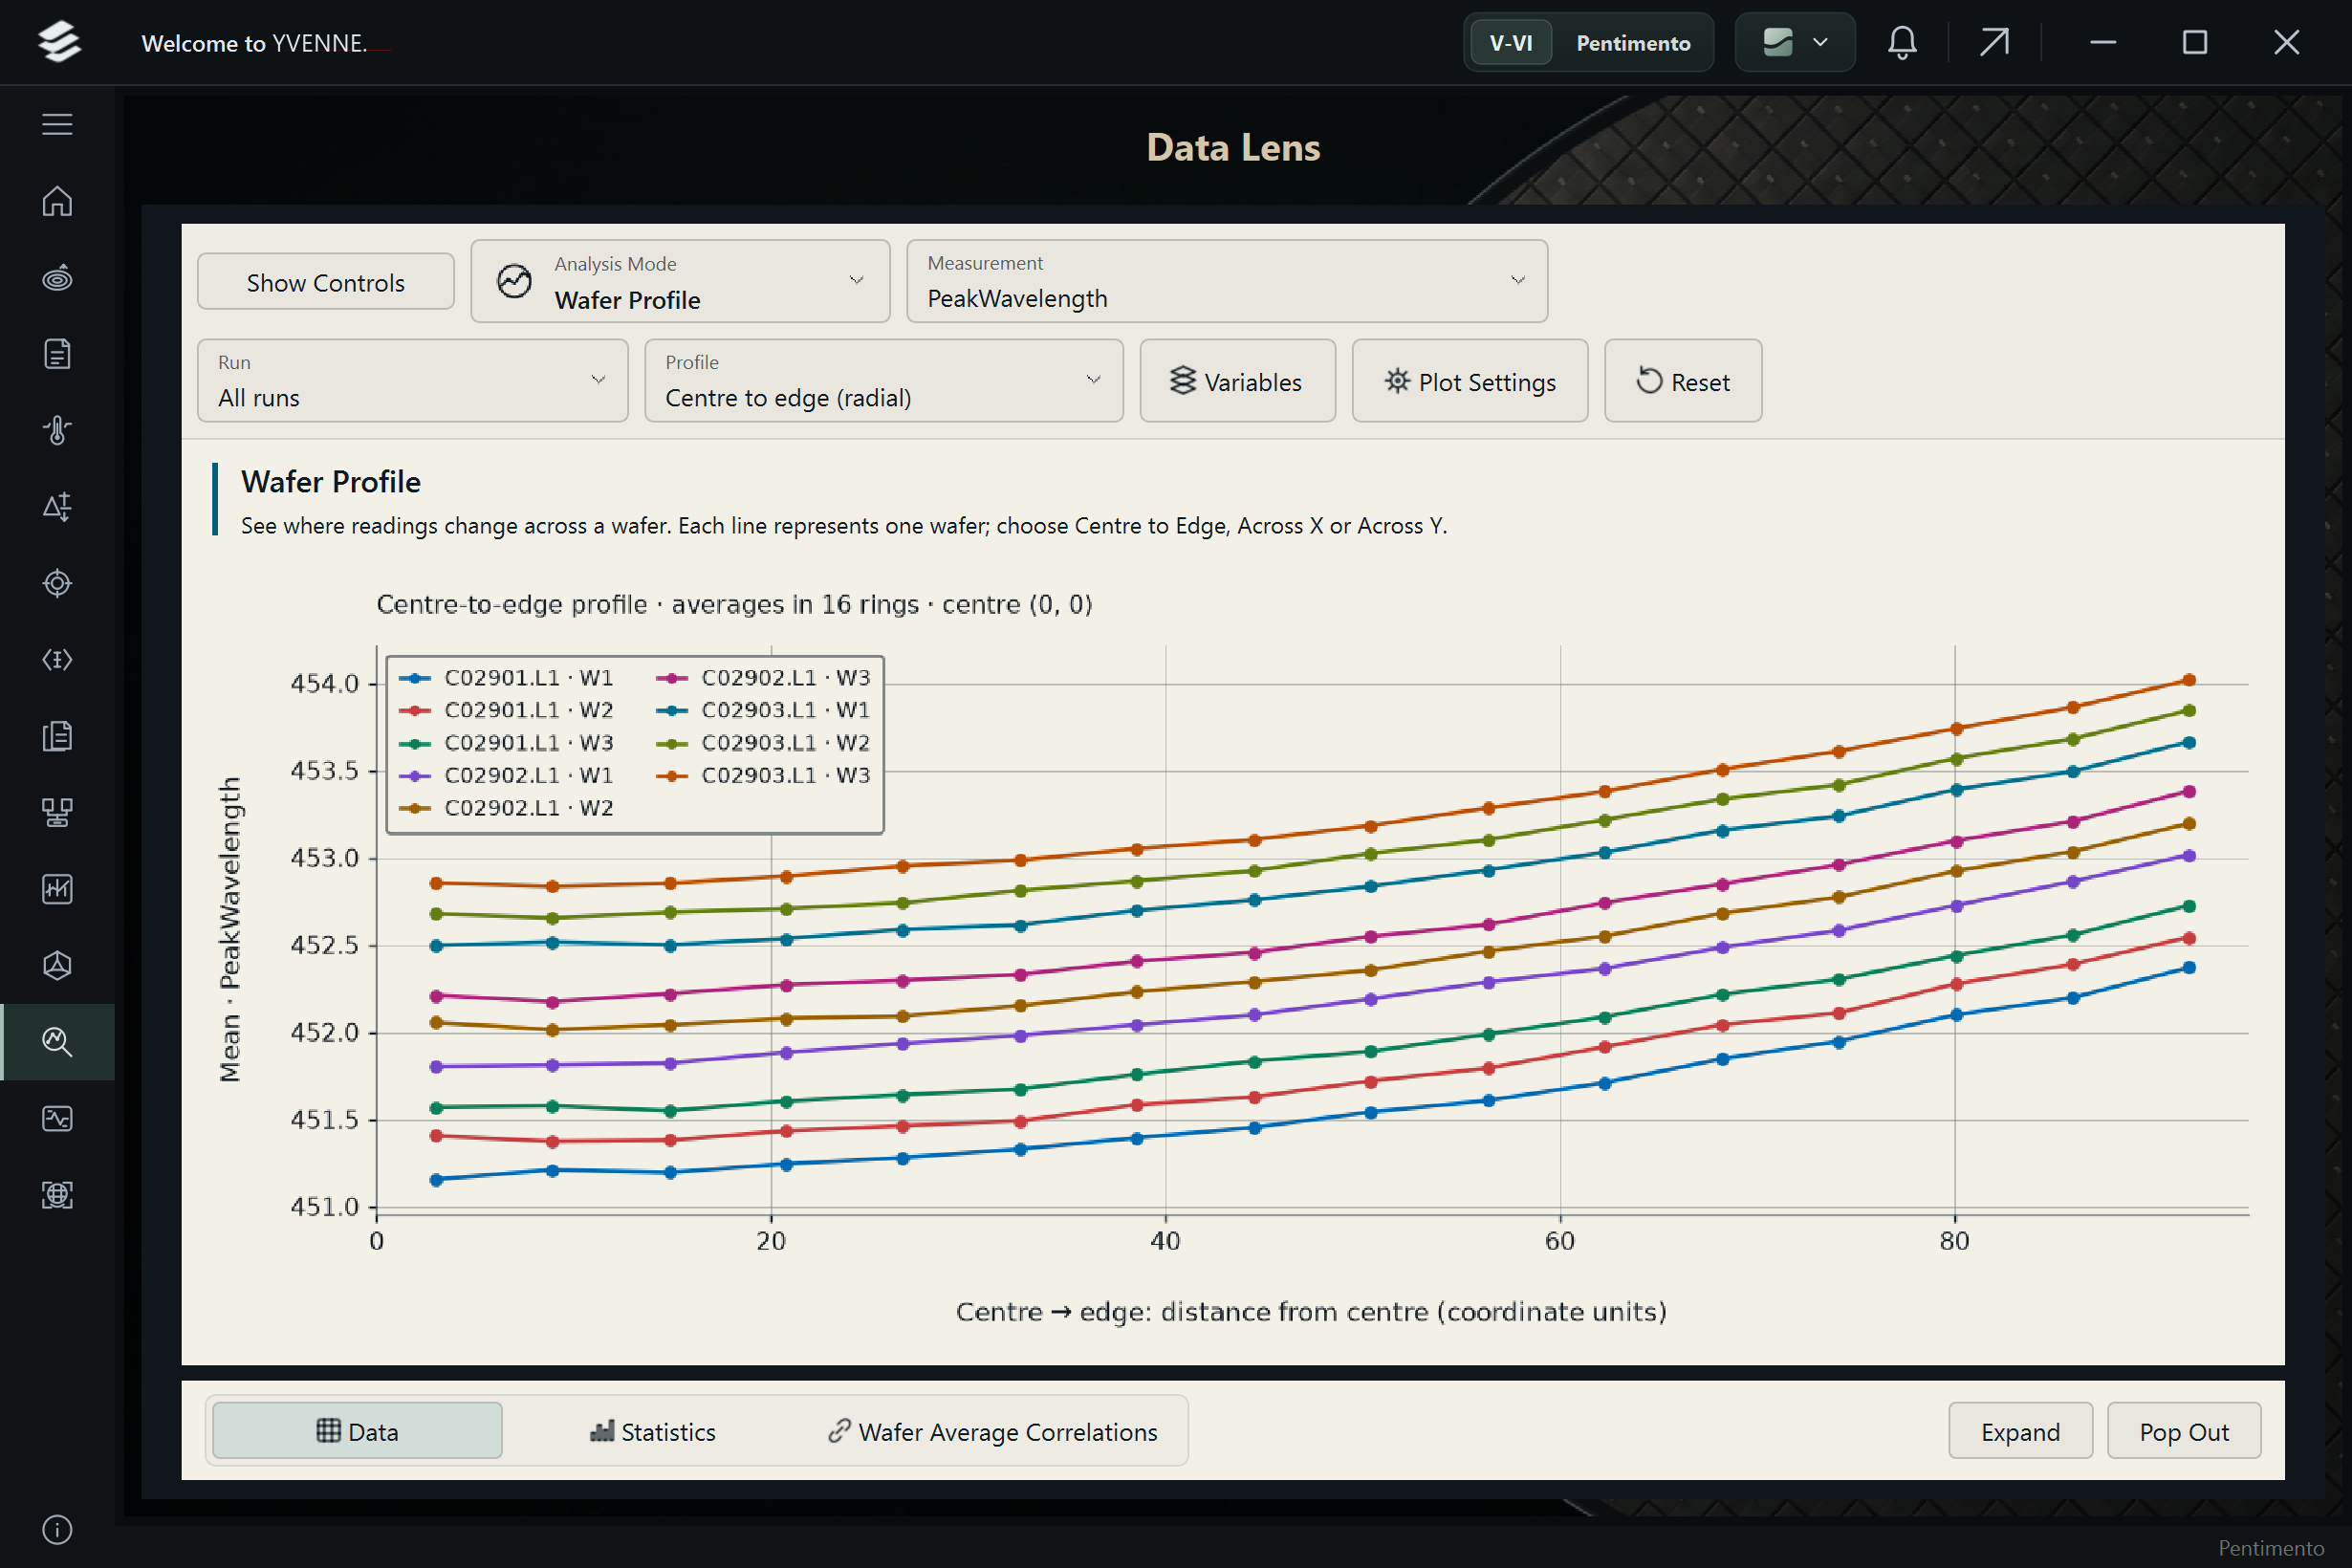 Welcome to YVENNE.
V-VI Pentimento
Data Lens
Show Controls
Analysis Mode
Wafer Profile
Measurement
PeakWavelength
Run
All runs
Profile
Centre to edge (radial)
Variables
Plot Settings
Reset
Wafer Profile
See where readings change across a wafer. Each line represents one wafer; choose Centre to Edge, Across X or Across Y.
Centre-to-edge profile · averages in 16 rings · centre (0, 0)
C02901.L1 · W1
C02901.L1 · W2
C02901.L1 · W3
C02902.L1 · W1
C02902.L1 · W2
C02902.L1 · W3
C02903.L1 · W1
C02903.L1 · W2
C02903.L1 · W3
Mean · PeakWavelength
454.0
453.5
453.0
452.5
452.0
451.5
451.0
0 20 40 60 80
Centre → edge: distance from centre (coordinate units)
Data
Statistics
Wafer Average Correlations
Expand
Pop Out
Pentimento